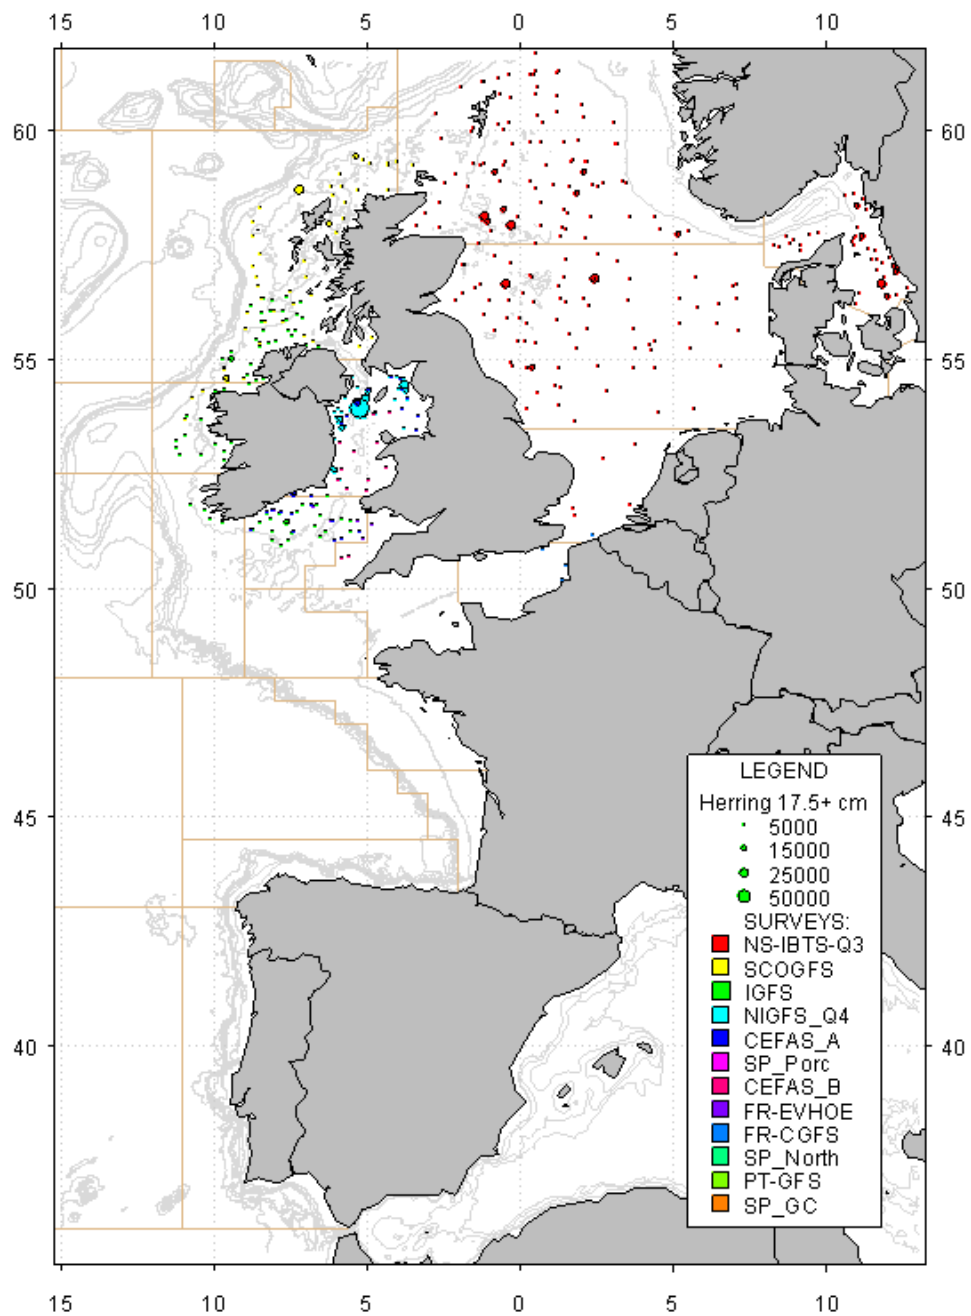 15 10 5 0 5 10
60 60
55 55
50 50
LEGEND
Herring 17.5+ cm
45 5000 45
15000
25000
50000
SURVEYS:
NS-IBTS-Q3
SCOGFS
IGFS
NIGFS_Q4
40 CEFAS_A 40
SP_Porc
CEFAS_B
FR-EVHOE
FR-CGFS
SP_North
PT-GFS
SP_GC
15 10 5 0 5 10